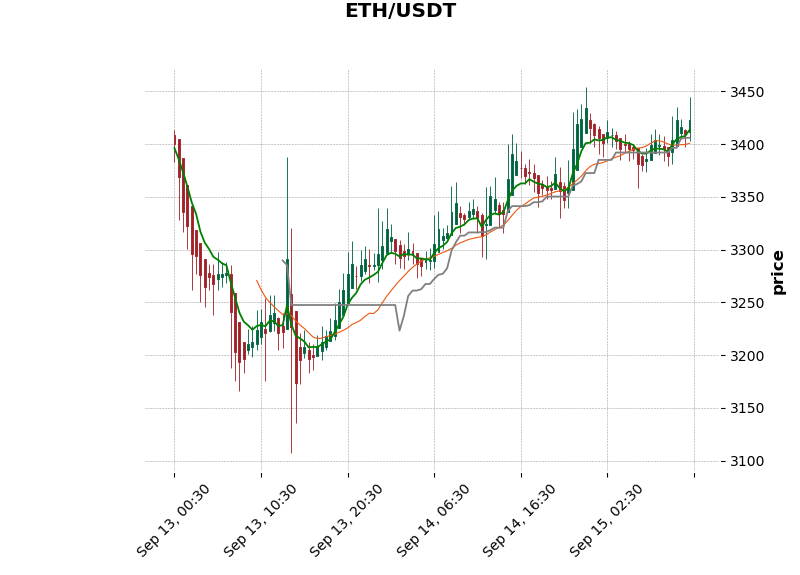 ETH/USDT
3450
3400
3350
3300
3250
3200
3150
3100
price
Sep 13, 00:30
Sep 13, 10:30
Sep 13, 20:30
Sep 14, 06:30
Sep 14, 16:30
Sep 15, 02:30